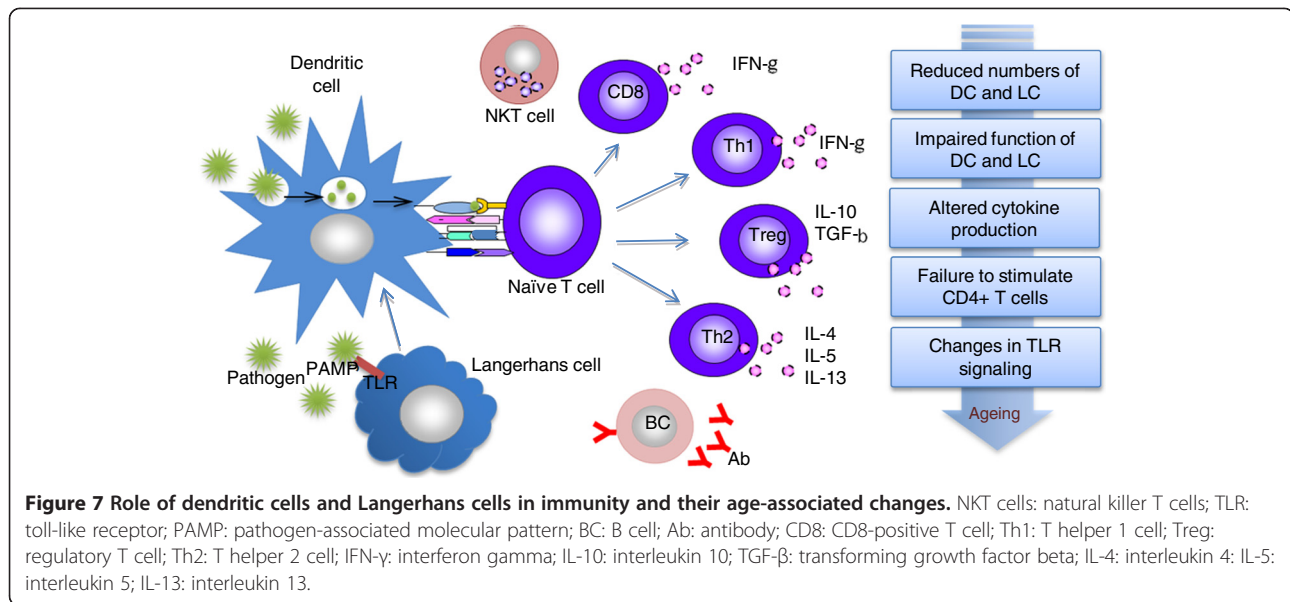 Dendritic
cell
NKT cell
CD8
IFN-g
Th1
IFN-g
Treg
IL-10
TGF-b
Naïve T cell
Th2
IL-4
IL-5
IL-13
Pathogen
PAMP
TLR
Langerhans cell
BC
Ab
Reduced numbers of
DC and LC
Impaired function of
DC and LC
Altered cytokine
production
Failure to stimulate
CD4+ T cells
Changes in TLR
signaling
Ageing
Figure 7 Role of dendritic cells and Langerhans cells in immunity and their age-associated changes. NKT cells: natural killer T cells; TLR:
toll-like receptor; PAMP: pathogen-associated molecular pattern; BC: B cell; Ab: antibody; CD8: CD8-positive T cell; Th1: T helper 1 cell; Treg:
regulatory T cell; Th2: T helper 2 cell; IFN-γ: interferon gamma; IL-10: interleukin 10; TGF-β: transforming growth factor beta; IL-4: interleukin 4: IL-5:
interleukin 5; IL-13: interleukin 13.